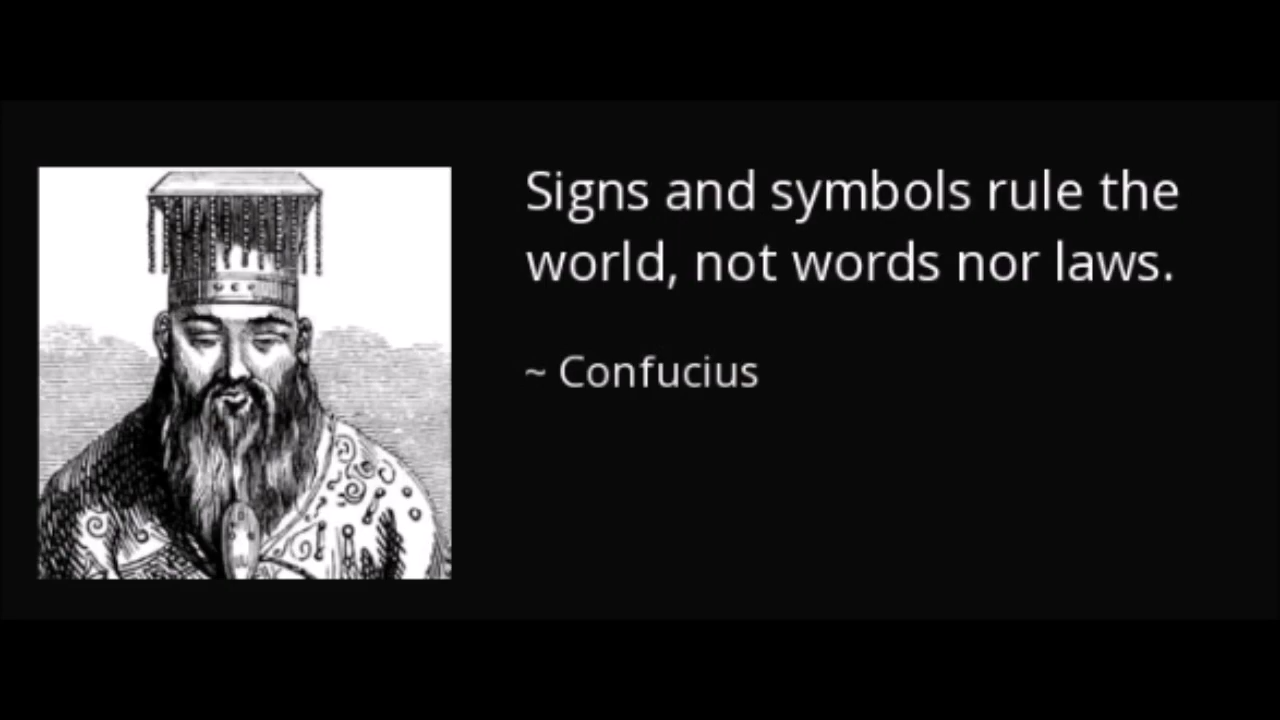 Signs and symbols rule the
world, not words nor laws.
~ Confucius